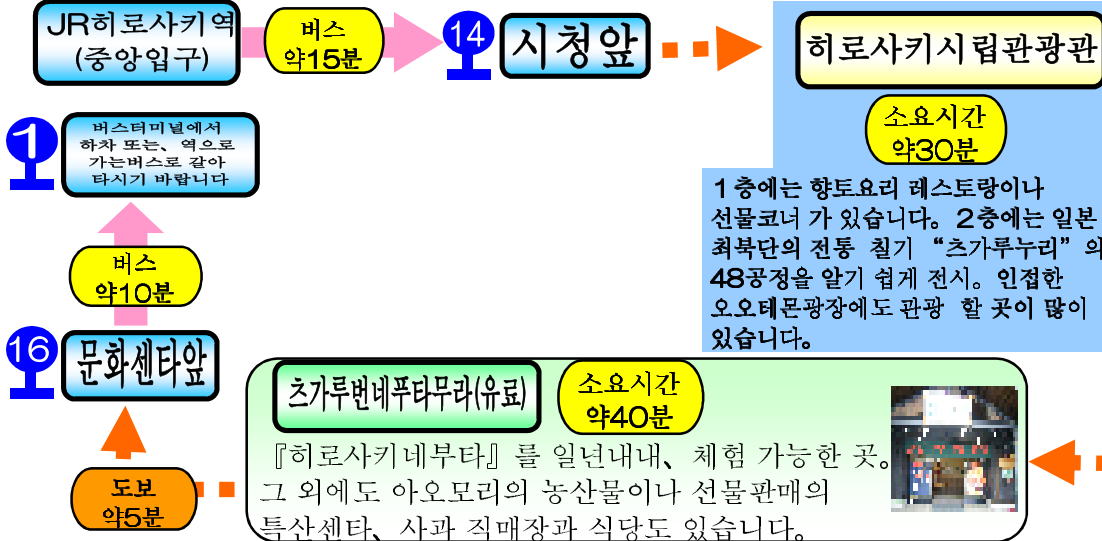 JR히로사키역
(중앙입구)
버스
약15분
14
시청앞
히로사키시립관광관
소요시간
약30분
1층에는 향토요리 레스토랑이나
선물코너 가 있습니다。2층에는 일본
최북단의 전통 칠기 “츠가루누리” 의
48공정을 알기 쉽게 전시。인접한
오오테몬광장에도 관광 할 곳이 많이
있습니다。
1
버스터미널에서
하차 또는、역으로
가는버스로 갈아
타시기 바랍니다
버스
약10분
16
문화센타앞
츠가루번네푸타무라(유료)
소요시간
약40분
『히로사키네부타』를 일년내내、체험 가능한 곳。
그 외에도 아오모리의 농산물이나 선물판매의
특산센타、사과 직매장과 식당도 있습니다。
도보
약5분